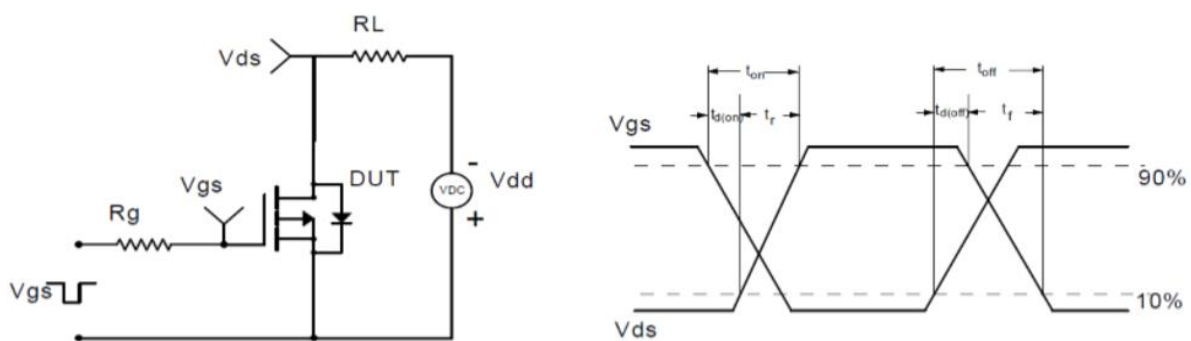 RL
Vds
Vgs
DUT
-
VDC
Vdd
+
Rg
Vgs
ton
toff
td(on)
tr
td(off)
tf
Vgs
90%
10%
Vds